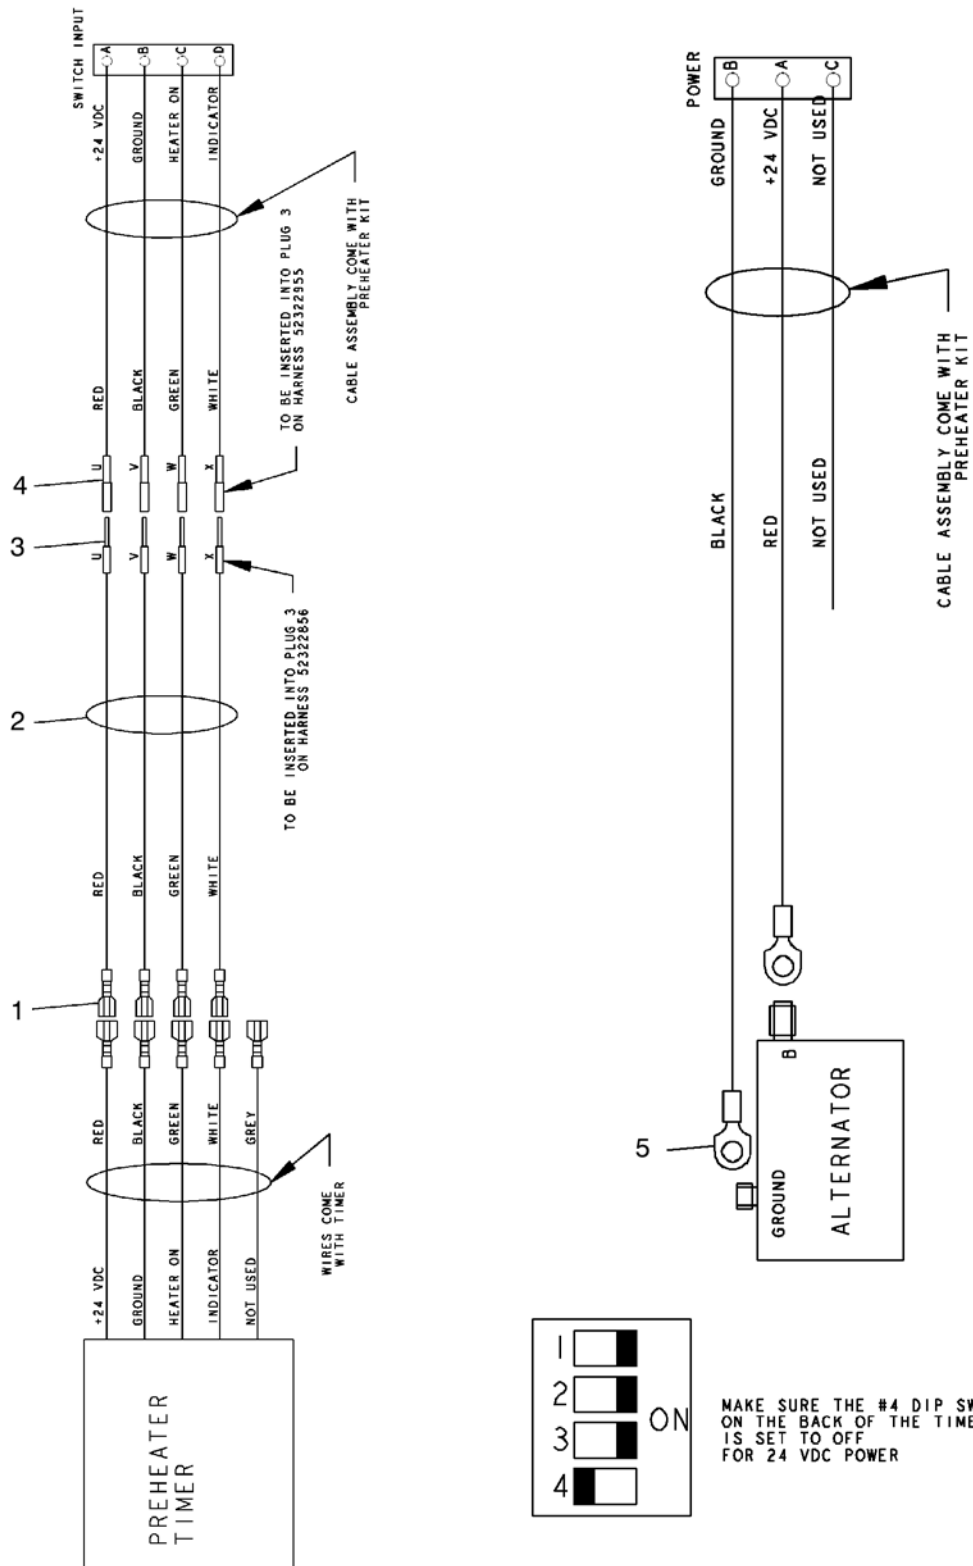 SWITCH INPUT
A
B
C
D
+24 VDC
GROUND
HEATER ON
INDICATOR
CABLE ASSEMBLY COME WITH
PREHEATER KIT
TO BE INSERTED INTO PLUG 3
ON HARNESS 52322955
RED
BLACK
GREEN
WHITE
4
U
V
W
X
3
U
V
W
X
TO BE INSERTED INTO PLUG 3
ON HARNESS 52322856
2
RED
BLACK
GREEN
WHITE
1
RED
BLACK
GREEN
WHITE
GREY
WIRES COME
WITH TIMER
+24 VDC
GROUND
HEATER ON
INDICATOR
NOT USED
PREHEATER
TIMER
POWER
B
A
C
GROUND
+24 VDC
NOT USED
CABLE ASSEMBLY COME WITH
PREHEATER KIT
BLACK
RED
NOT USED
5
B
GROUND
ALTERNATOR
1
2
3
4
ON
MAKE SURE THE #4 DIP SW
ON THE BACK OF THE TIME
IS SET TO OFF
FOR 24 VDC POWER